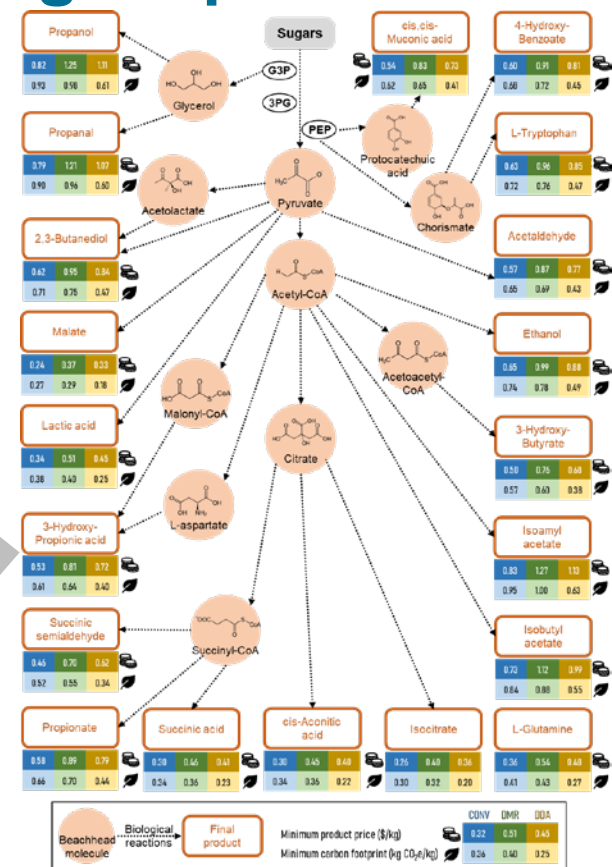 Propanol
0.82 1.25 1.11
0.93 0.98 0.61
Sugars
cis,cis-
Muconic acid
0.54 0.83 0.73
0.62 0.65 0.41
4-Hydroxy-
Benzoate
0.60 0.91 0.81
0.68 0.72 0.45
G3P
Glycerol
3PG
PEP
Protocatechuic
acid
Propanal
0.79 1.21 1.07
0.90 0.96 0.60
L-Tryptophan
0.63 0.96 0.85
0.72 0.76 0.47
Acetolactate
Pyruvate
Chorismate
2,3-Butanediol
0.62 0.95 0.84
0.71 0.75 0.47
Acetaldehyde
0.57 0.87 0.77
0.65 0.69 0.43
Acetyl-CoA
Malate
0.24 0.37 0.33
0.27 0.29 0.18
Ethanol
0.65 0.99 0.88
0.74 0.78 0.49
Acetoacetyl-
CoA
Malonyl-CoA
Lactic acid
0.34 0.51 0.45
0.38 0.40 0.25
Citrate
3-Hydroxy-
Butyrate
0.50 0.76 0.68
0.57 0.60 0.38
L-aspartate
3-Hydroxy-
Propionic acid
0.53 0.81 0.72
0.61 0.64 0.40
Isoamyl
acetate
0.83 1.27 1.13
0.95 1.00 0.63
Succinic
semialdehyde
0.46 0.70 0.62
0.52 0.55 0.34
Succinyl-CoA
Isobutyl
acetate
0.73 1.12 0.99
0.84 0.88 0.55
Propionate
0.58 0.89 0.79
0.66 0.70 0.44
Succinic acid
0.30 0.46 0.41
0.34 0.36 0.23
cis-Aconitic
acid
0.30 0.45 0.40
0.34 0.36 0.22
Isocitrate
0.26 0.40 0.36
0.30 0.32 0.20
L-Glutamine
0.36 0.54 0.48
0.41 0.43 0.27
Beachhead
molecule
Biological
reactions
Final
product
CONV DMR DDA
Minimum product price ($/kg) 0.32 0.51 0.45
Minimum carbon footprint (kg CO₂e/kg) 0.36 0.40 0.25